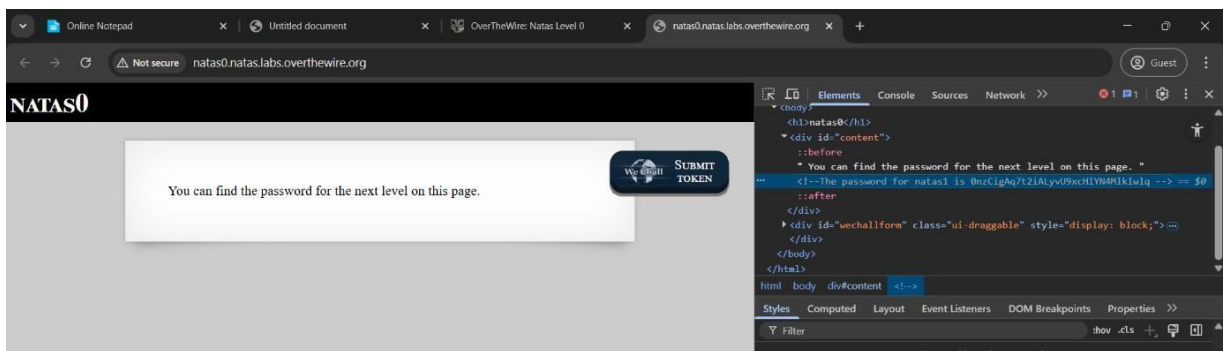 Online Notepad
Untitled document
OverTheWire: Natas Level 0
natas0.natas.labs.overthewire.org
Not secure natas0.natas.labs.overthewire.org
Guest
NATAS0
You can find the password for the next level on this page.
We Chall
SUBMIT
TOKEN
Elements Console Sources Network
1 1
<body>
<h1>natas0</h1>
<div id="content">
::before
" You can find the password for the next level on this page. "
<!--The password for natas1 is 0nzCigAq7t2iALyvU9xcHlYN4MlkIwlq --> == $0
::after
</div>
<div id="wechallform" class="ui-draggable" style="display: block;">
</div>
</body>
</html>
html body div#content <!-->
Styles Computed Layout Event Listeners DOM Breakpoints Properties
Filter
:hov .cls